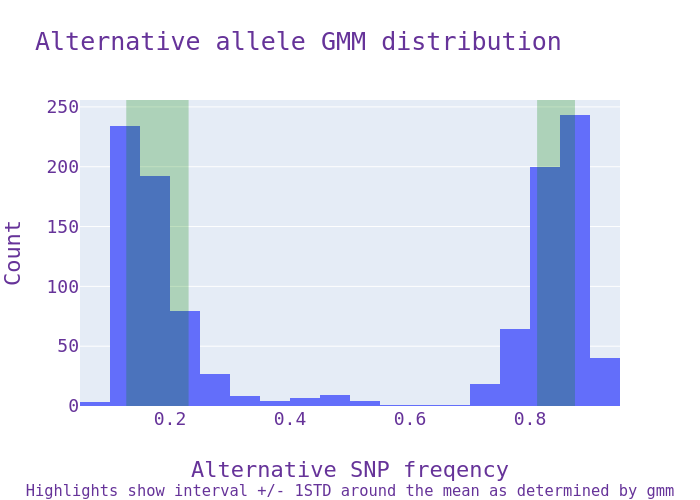 Alternative allele GMM distribution
250
200
150
100
50
0
Count
0.2 0.4 0.6 0.8
Alternative SNP freqency
Highlights show interval +/- 1STD around the mean as determined by gmm